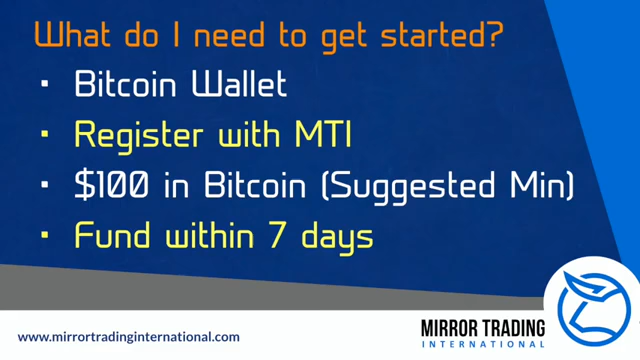 What do I need to get started?
▪ Bitcoin Wallet
▪ Register with MTI
▪ $100 in Bitcoin (Suggested Min)
▪ Fund within 7 days
www.mirrortradinginternational.com
MIRROR TRADING
INTERNATIONAL